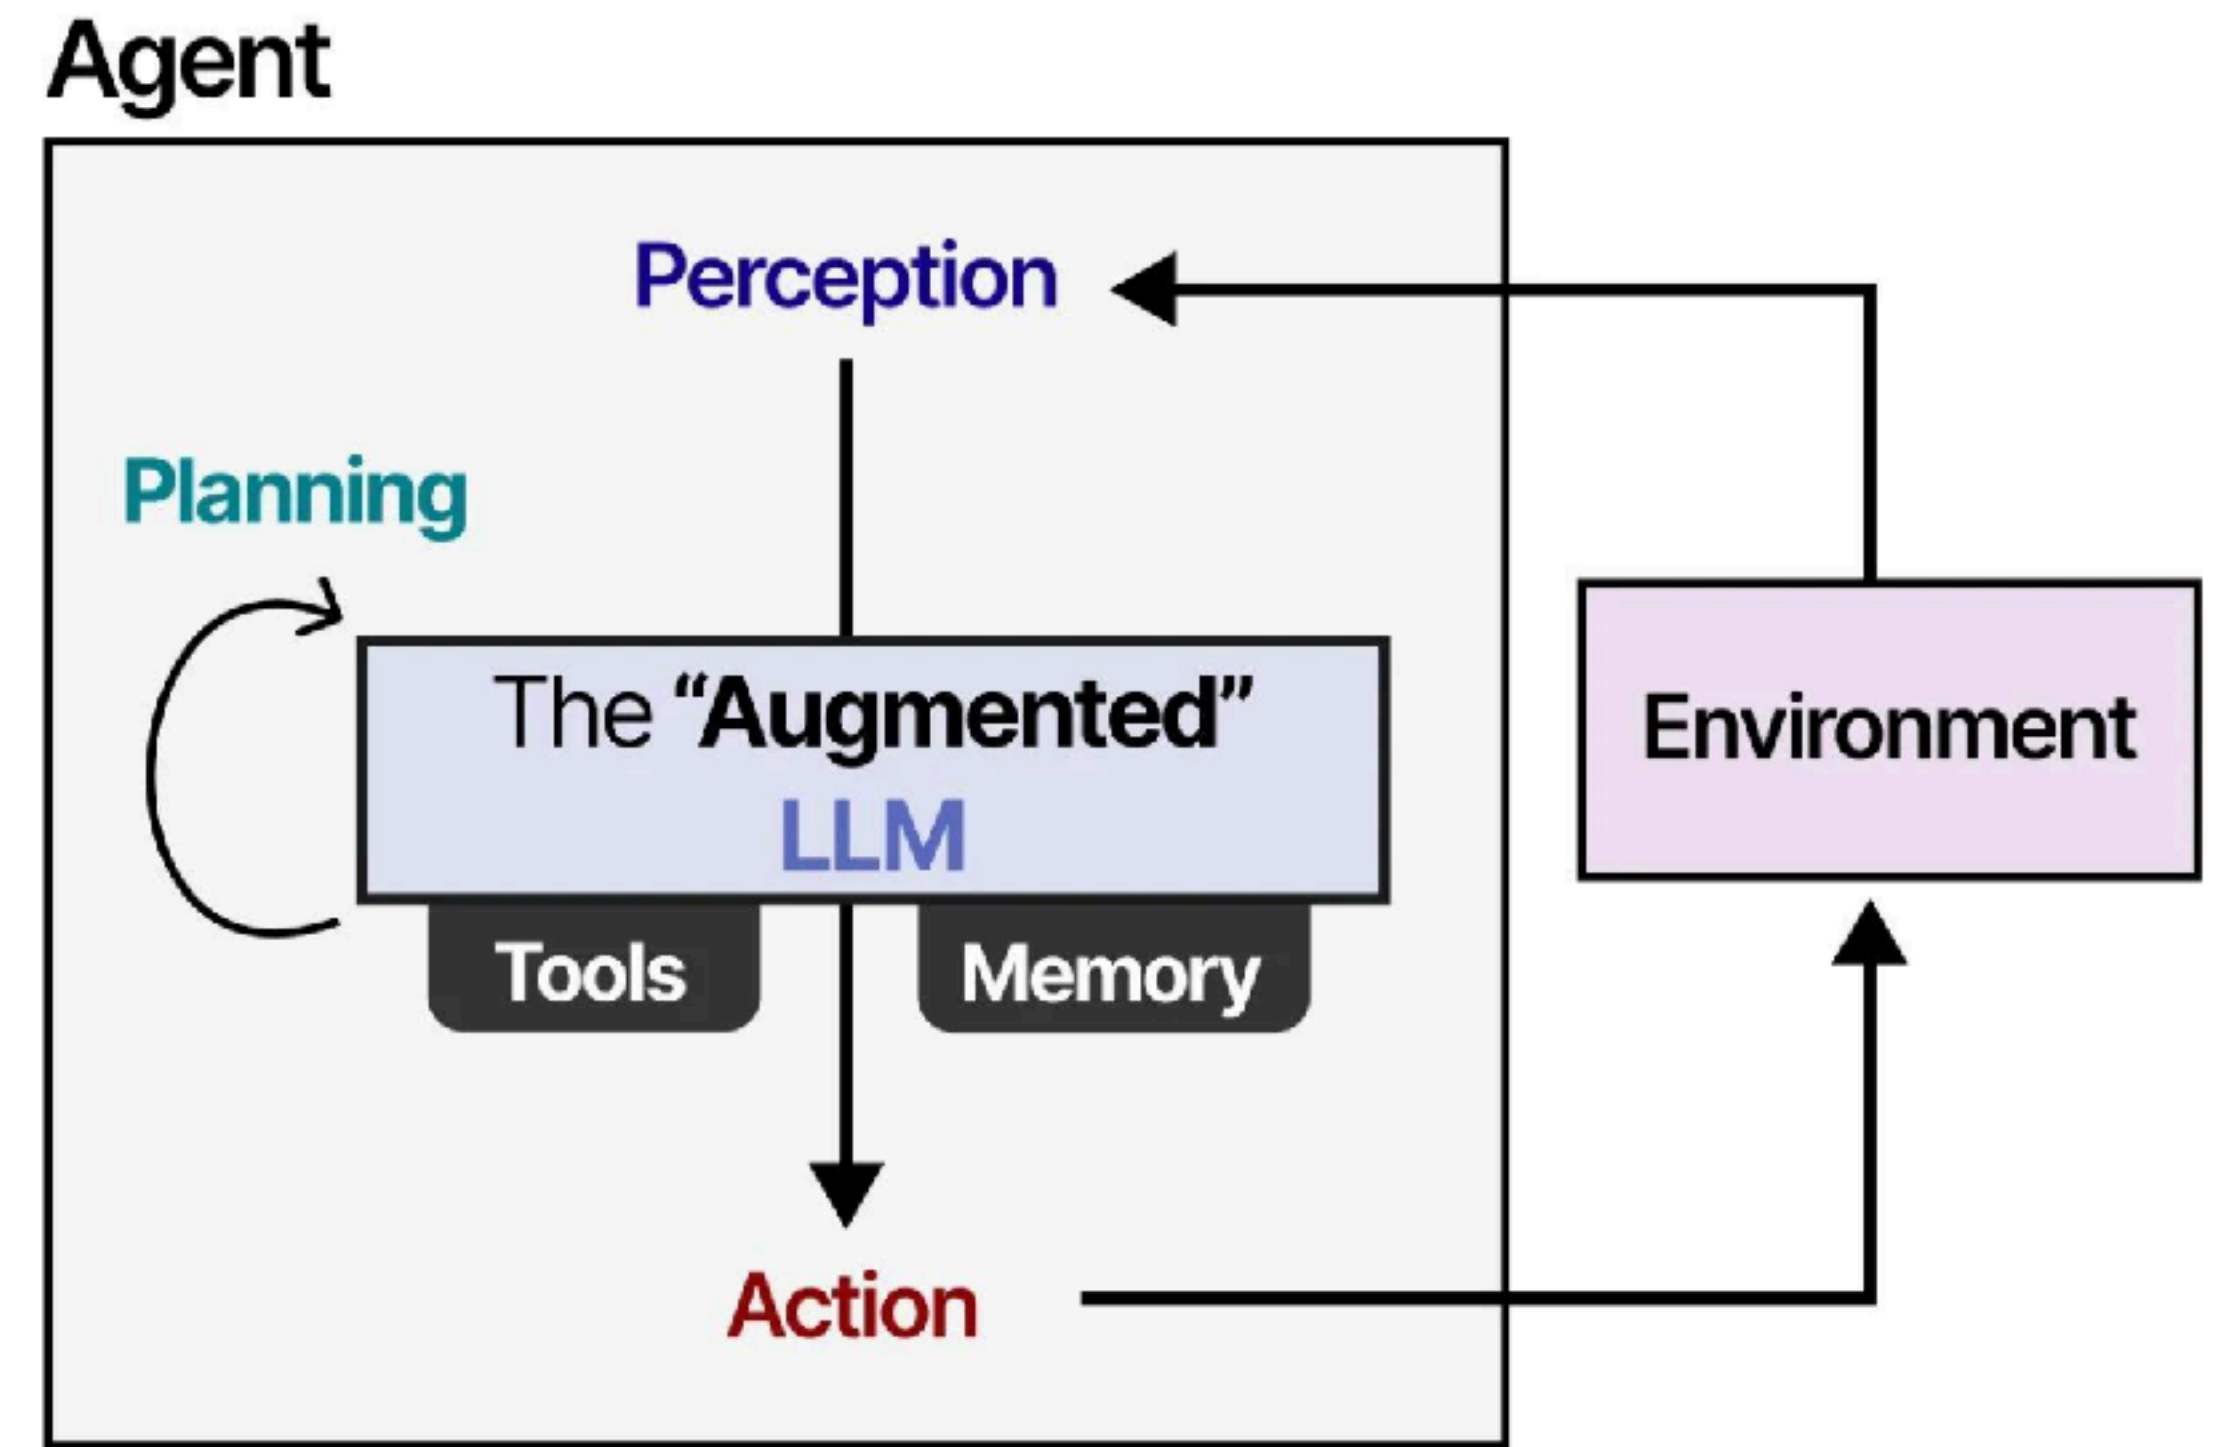 Agent
Perception
Planning
The “Augmented”
LLM
Environment
Tools
Memory
Action